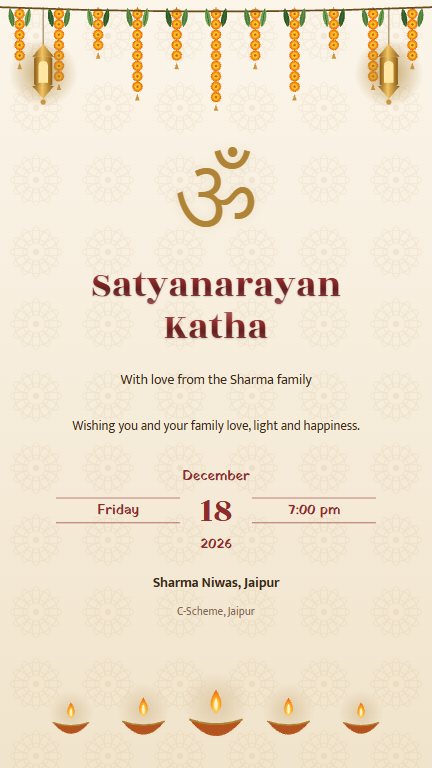 ॐ
Satyanarayan
Katha
With love from the Sharma family
Wishing you and your family love, light and happiness.
December
Friday 18 7:00 pm
2026
Sharma Niwas, Jaipur
C-Scheme, Jaipur